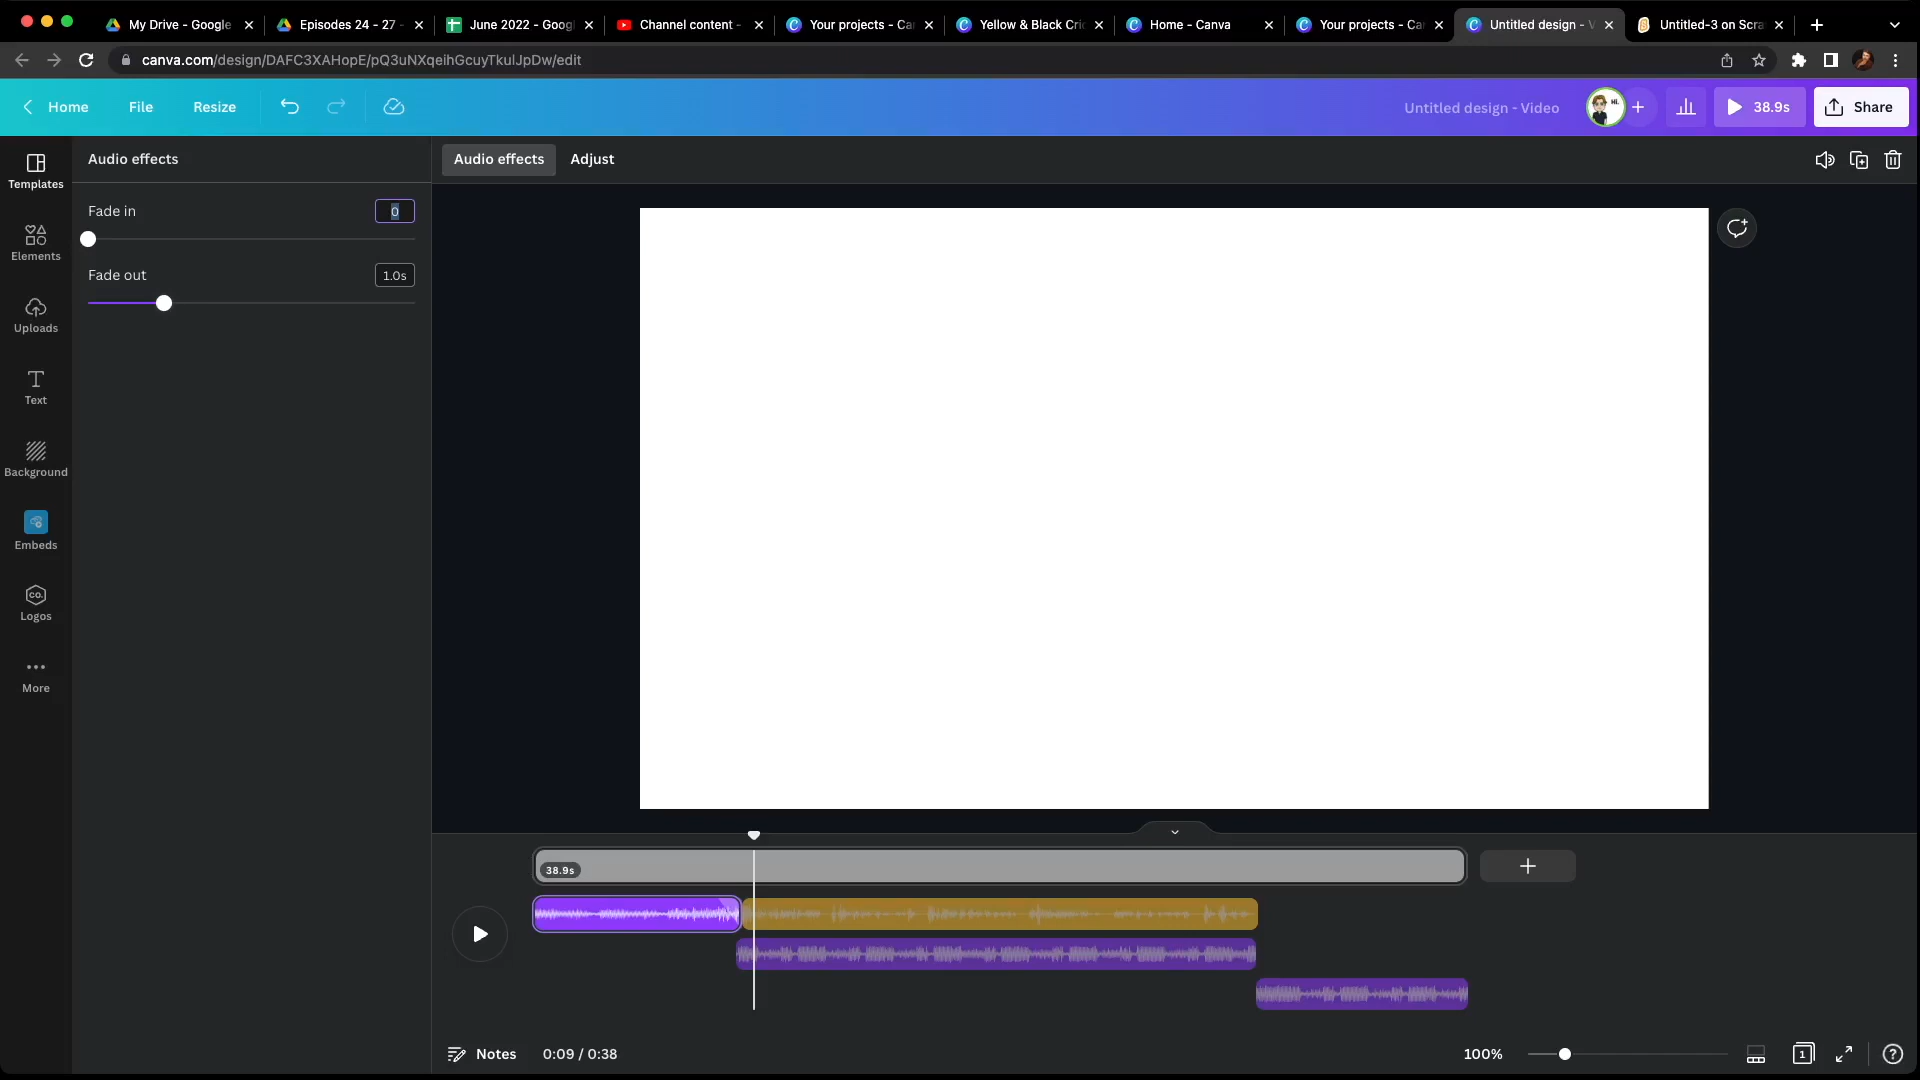 My Drive - Google
Episodes 24 - 27 -
June 2022 - Goog
Channel content -
Your projects - Ca
Yellow & Black Cri
Home - Canva
Your projects - Ca
Untitled design - V
Untitled-3 on Scra
canva.com/design/DAFC3XAHopE/pQ3uNXqeihGcuyTkulJpDw/edit
Home
File
Resize
Untitled design - Video
38.9s
Share
Templates
Elements
Uploads
Text
Background
Embeds
CO.
Logos
More
Audio effects
Fade in
0
Fade out
1.0s
Audio effects
Adjust
38.9s
Notes
0:09 / 0:38
100%
1